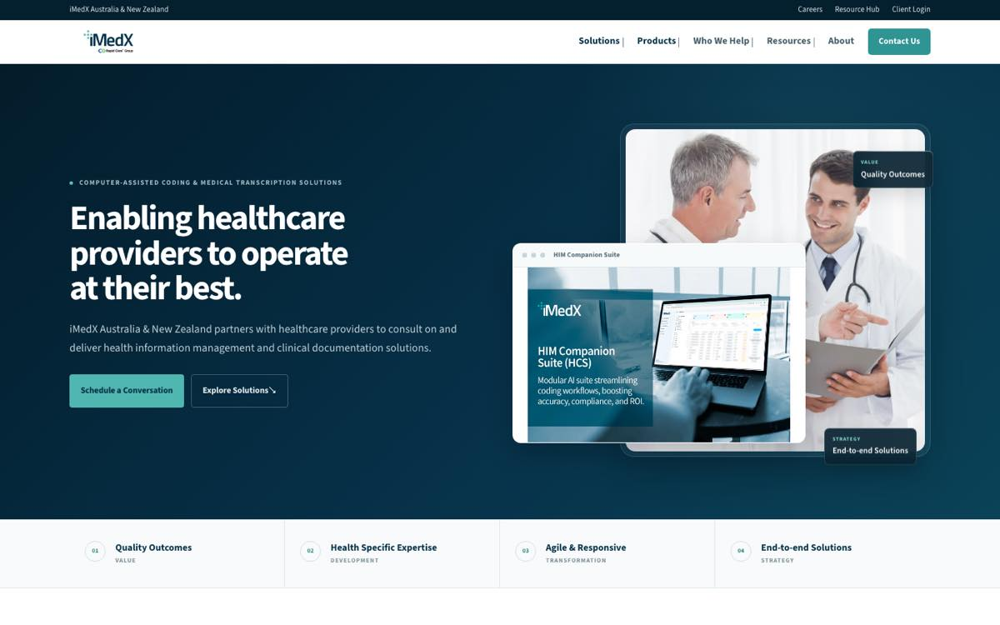 iMedX Australia & New Zealand
Careers
Resource Hub
Client Login
iMedX
Rapid Care Group
Solutions
Products
Who We Help
Resources
About
Contact Us
COMPUTER-ASSISTED CODING & MEDICAL TRANSCRIPTION SOLUTIONS
Enabling healthcare
providers to operate
at their best.
iMedX Australia & New Zealand partners with healthcare providers to consult on and
deliver health information management and clinical documentation solutions.
Schedule a Conversation
Explore Solutions↘
VALUE
Quality Outcomes
HIM Companion Suite
iMedX
HIM Companion
Suite (HCS)
Modular AI suite streamlining
coding workflows, boosting
accuracy, compliance, and ROI.
STRATEGY
End-to-end Solutions
01
Quality Outcomes
VALUE
02
Health Specific Expertise
DEVELOPMENT
03
Agile & Responsive
TRANSFORMATION
04
End-to-end Solutions
STRATEGY